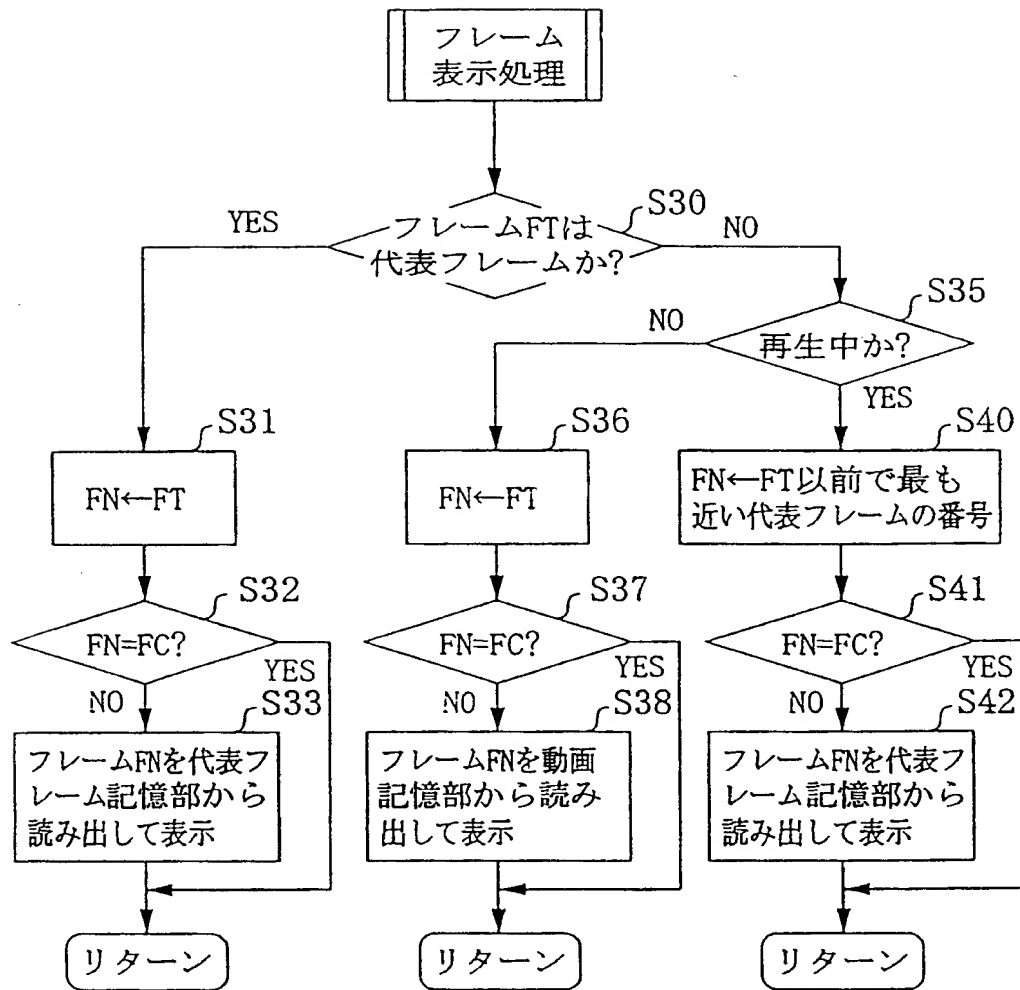 フレーム
表示処理
S30
YES
フレームFTは
代表フレームか?
NO
S35
NO
再生中か?
YES
S31
FN←FT
S36
FN←FT
S40
FN←FT以前で最も
近い代表フレームの番号
S32
FN=FC?
YES
NO
S37
FN=FC?
YES
NO
S41
FN=FC?
YES
NO
S33
フレームFNを代表フ
レーム記憶部から
読み出して表示
S38
フレームFNを動画
記憶部から読み
出して表示
S42
フレームFNを代表フ
レーム記憶部から
読み出して表示
リターン
リターン
リターン